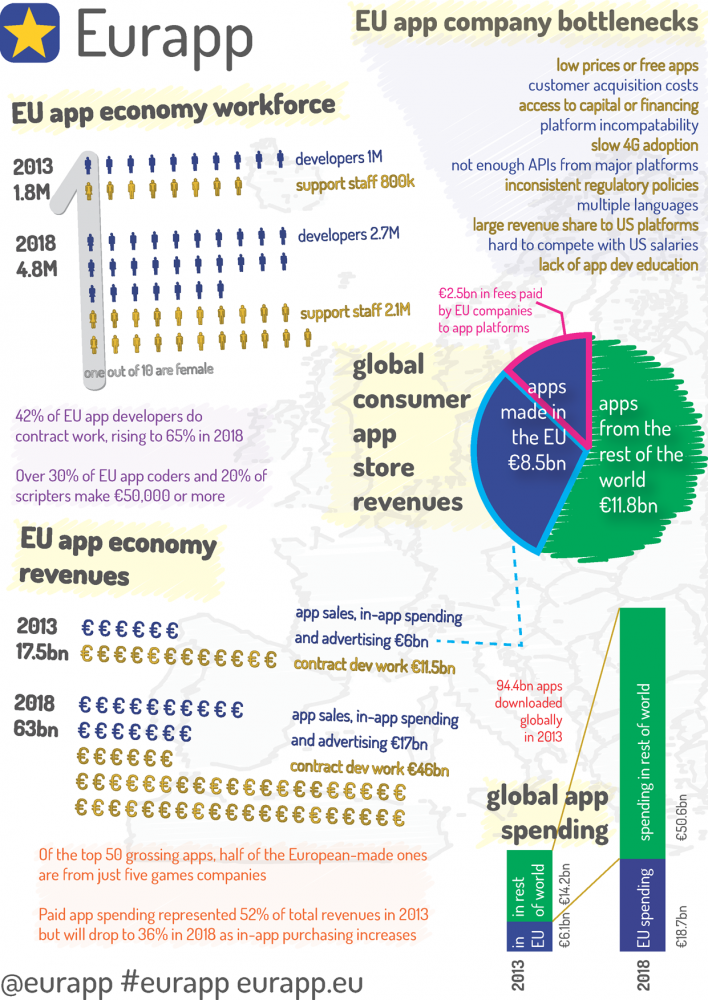 Eurapp
EU app economy workforce
2013
1.8M
developers 1M
support staff 800k
2018
4.8M
developers 2.7M
support staff 2.1M
one out of 10 are female
42% of EU app developers do
contract work, rising to 65% in 2018
Over 30% of EU app coders and 20% of
scripters make €50,000 or more
EU app company bottlenecks
low prices or free apps
customer acquisition costs
access to capital or financing
platform incompatability
slow 4G adoption
not enough APIs from major platforms
inconsistent regulatory policies
multiple languages
large revenue share to US platforms
hard to compete with US salaries
lack of app dev education
€2.5bn in fees paid
by EU companies
to app platforms
global
consumer
app
store
revenues
apps
made in
the EU
€8.5bn
apps
from the
rest of the
world
€11.8bn
EU app economy
revenues
2013
17.5bn
€€€€€€
€€€€€€€€€€€€
app sales, in-app spending
and advertising €6bn
contract dev work €11.5bn
2018
63bn
€€€€€€€€€€
€€€€€€€
€€€€€€
€€€€€€€€€€€€€€€€€€€€
€€€€€€€€€€€€€€€€€€€€
app sales, in-app spending
and advertising €17bn
contract dev work €46bn
94.4bn apps
downloaded
globally
in 2013
global app
spending
in rest
of world
in
EU
€6.1bn €14.2bn
2013
spending in rest of world
EU spending
€50.6bn
€18.7bn
2018
Of the top 50 grossing apps, half of the European-made ones
are from just five games companies
Paid app spending represented 52% of total revenues in 2013
but will drop to 36% in 2018 as in-app purchasing increases
@eurapp #eurapp eurapp.eu